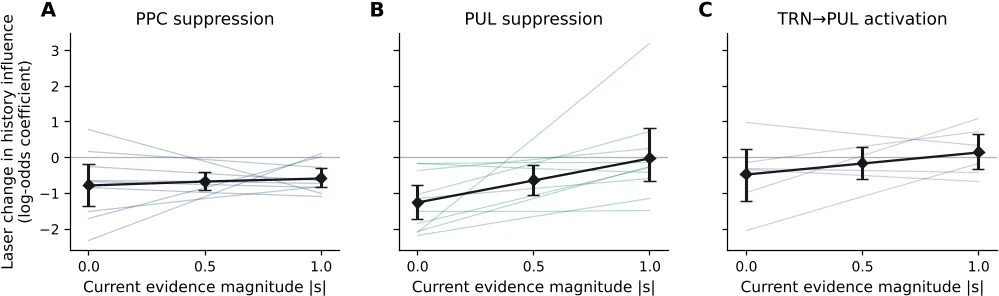 A
PPC suppression
B
PUL suppression
C
TRN→PUL activation
Laser change in history influence
(log-odds coefficient)
3
2
1
0
−1
−2
0.0
0.5
1.0
0.0
0.5
1.0
0.0
0.5
1.0
Current evidence magnitude |s|
Current evidence magnitude |s|
Current evidence magnitude |s|